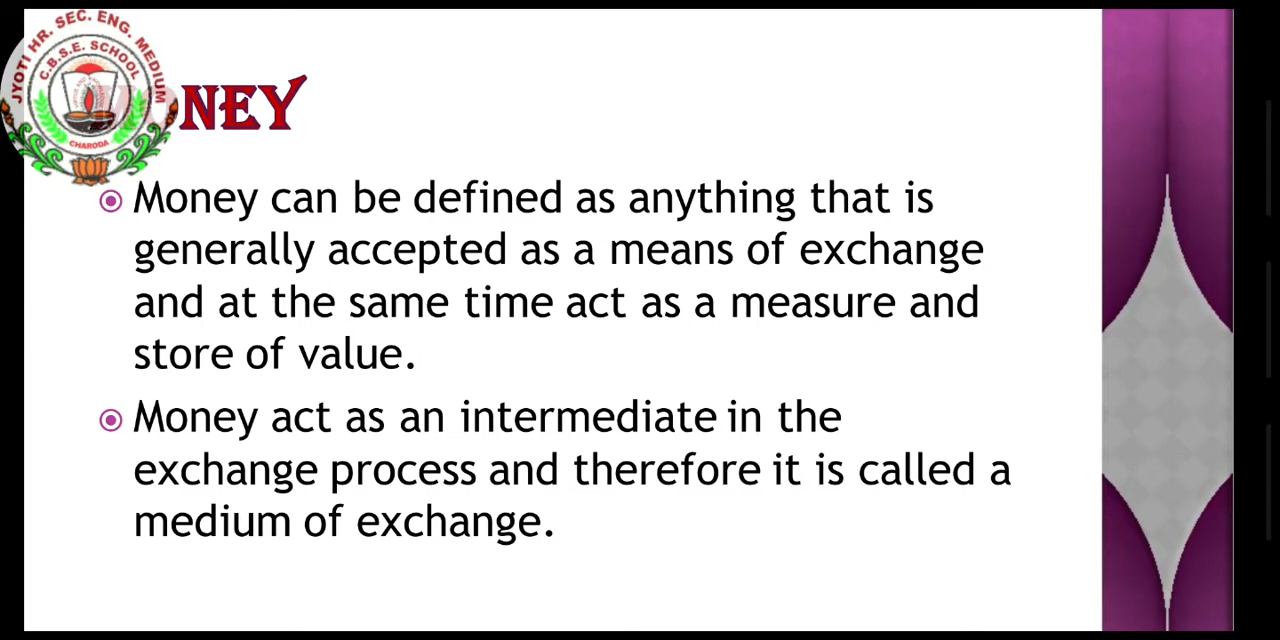 JYOTI HR. SEC. ENG. MEDIUM
C.B.S.E. SCHOOL
CHARODA
NEY
Money can be defined as anything that is
generally accepted as a means of exchange
and at the same time act as a measure and
store of value.
Money act as an intermediate in the
exchange process and therefore it is called a
medium of exchange.